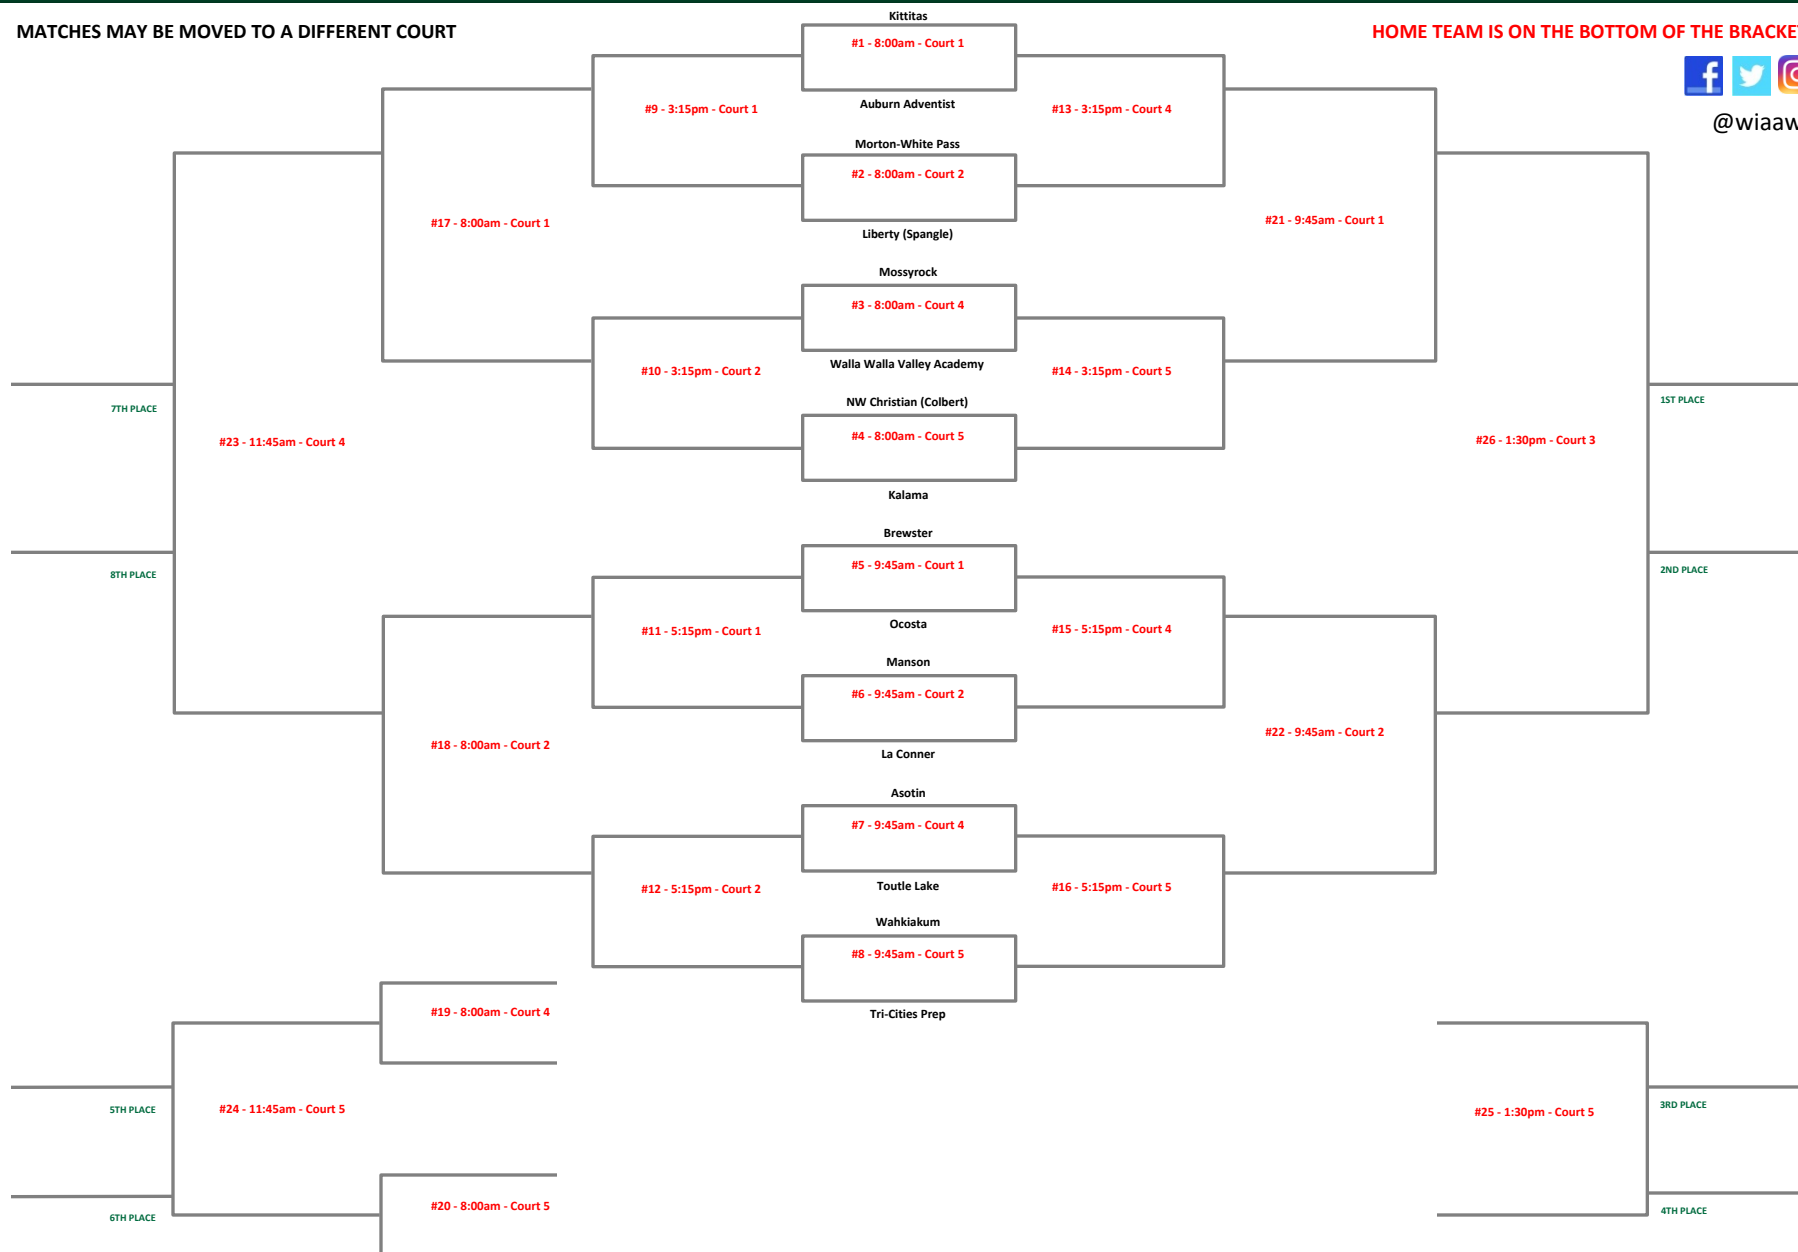 MATCHES MAY BE MOVED TO A DIFFERENT COURT
HOME TEAM IS ON THE BOTTOM OF THE BRACKET
@wiaaw
Kittitas
#1 - 8:00am - Court 1
Auburn Adventist
#9 - 3:15pm - Court 1
#13 - 3:15pm - Court 4
Morton-White Pass
#2 - 8:00am - Court 2
Liberty (Spangle)
#17 - 8:00am - Court 1
#21 - 9:45am - Court 1
Mossyrock
#3 - 8:00am - Court 4
Walla Walla Valley Academy
#10 - 3:15pm - Court 2
#14 - 3:15pm - Court 5
NW Christian (Colbert)
#4 - 8:00am - Court 5
Kalama
7TH PLACE
1ST PLACE
#23 - 11:45am - Court 4
#26 - 1:30pm - Court 3
8TH PLACE
2ND PLACE
Brewster
#5 - 9:45am - Court 1
Ocosta
#11 - 5:15pm - Court 1
#15 - 5:15pm - Court 4
Manson
#6 - 9:45am - Court 2
La Conner
#18 - 8:00am - Court 2
#22 - 9:45am - Court 2
Asotin
#7 - 9:45am - Court 4
Toutle Lake
#12 - 5:15pm - Court 2
#16 - 5:15pm - Court 5
Wahkiakum
#8 - 9:45am - Court 5
Tri-Cities Prep
#19 - 8:00am - Court 4
5TH PLACE
#24 - 11:45am - Court 5
#25 - 1:30pm - Court 5
3RD PLACE
#20 - 8:00am - Court 5
6TH PLACE
4TH PLACE